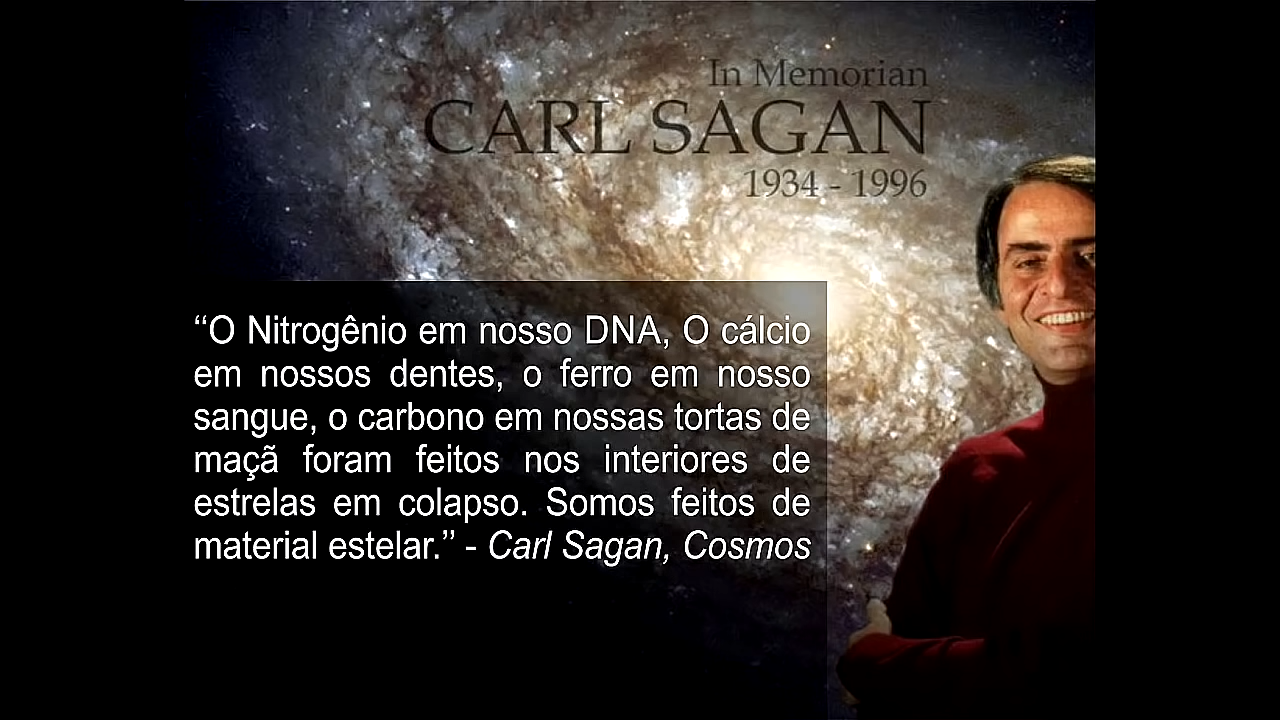 In Memorian
CARL SAGAN
1934 - 1996
“O Nitrogênio em nosso DNA, O cálcio
em nossos dentes, o ferro em nosso
sangue, o carbono em nossas tortas de
maçã foram feitos nos interiores de
estrelas em colapso. Somos feitos de
material estelar.” - Carl Sagan, Cosmos